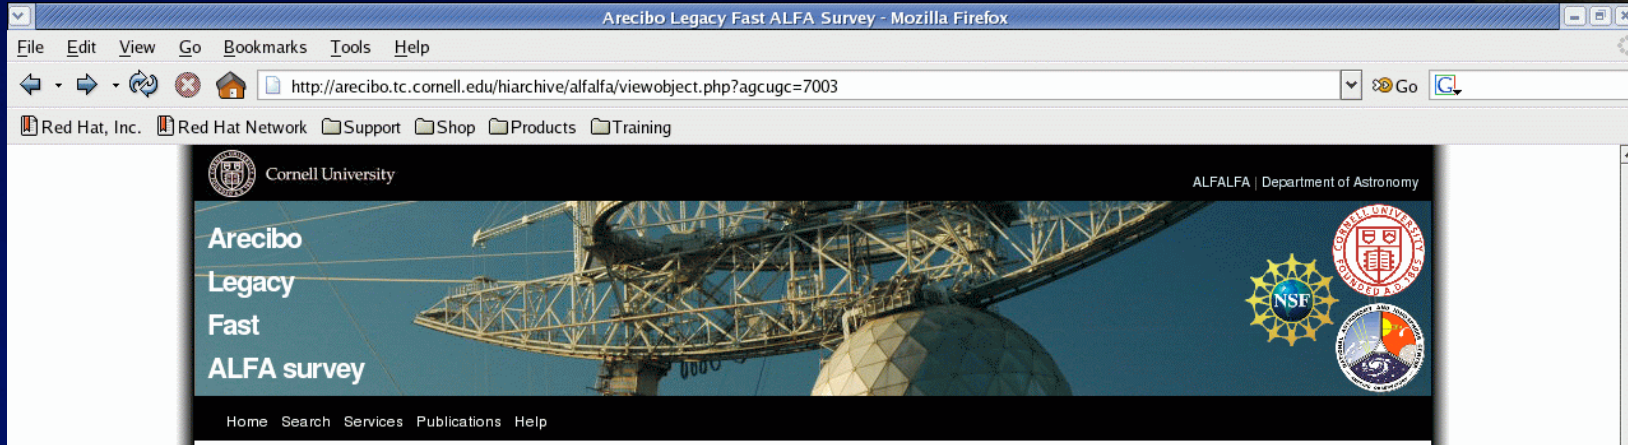 Arecibo Legacy Fast ALFA Survey - Mozilla Firefox
File Edit View Go Bookmarks Tools Help
http://arecibo.tc.cornell.edu/hiarchive/alfalfa/viewobject.php?agcugc=7003 Go G
Red Hat, Inc. Red Hat Network Support Shop Products Training
Cornell University
ALFALFA | Department of Astronomy
Arecibo
Legacy
Fast
ALFA survey
NSF
CORNELL UNIVERSITY
FOUNDED A.D. 1865
Home Search Services Publications Help